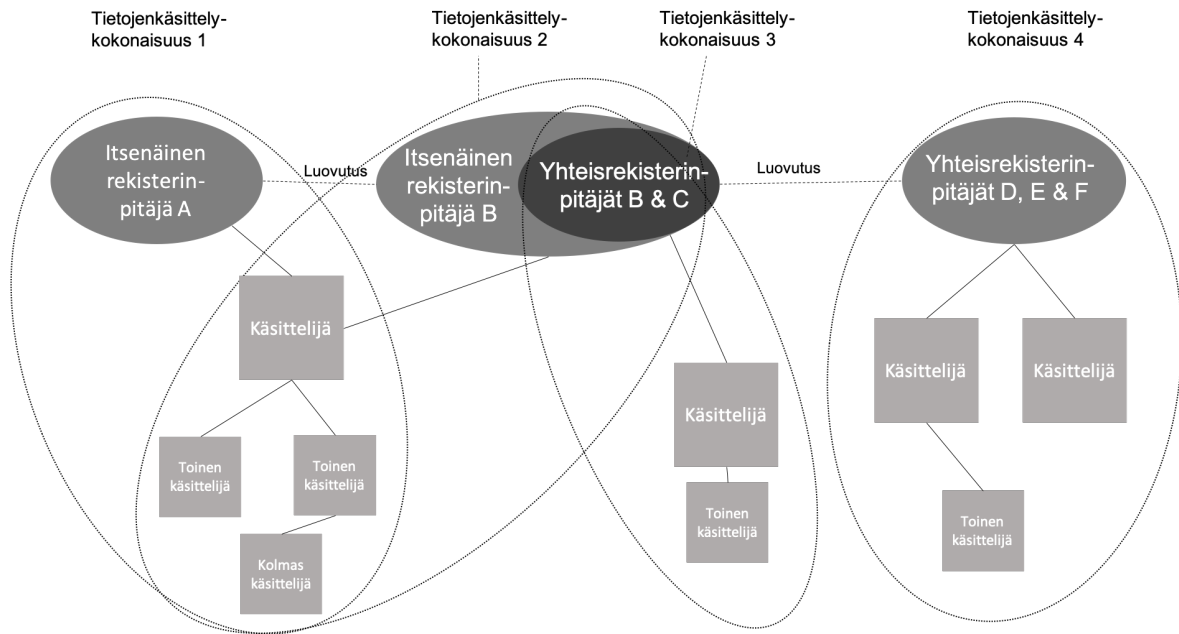 Tietojenkäsittely-
kokonaisuus 1
Tietojenkäsittely-
kokonaisuus 2
Tietojenkäsittely-
kokonaisuus 3
Tietojenkäsittely-
kokonaisuus 4
Itsenäinen
rekisterin-
pitäjä A
Luovutus
Itsenäinen
rekisterin-
pitäjä B
Yhteisrekisterin-
pitäjät B & C
Luovutus
Yhteisrekisterin-
pitäjät D, E & F
Käsittelijä
Käsittelijä
Käsittelijä
Käsittelijä
Toinen
käsittelijä
Toinen
käsittelijä
Toinen
käsittelijä
Toinen
käsittelijä
Kolmas
käsittelijä